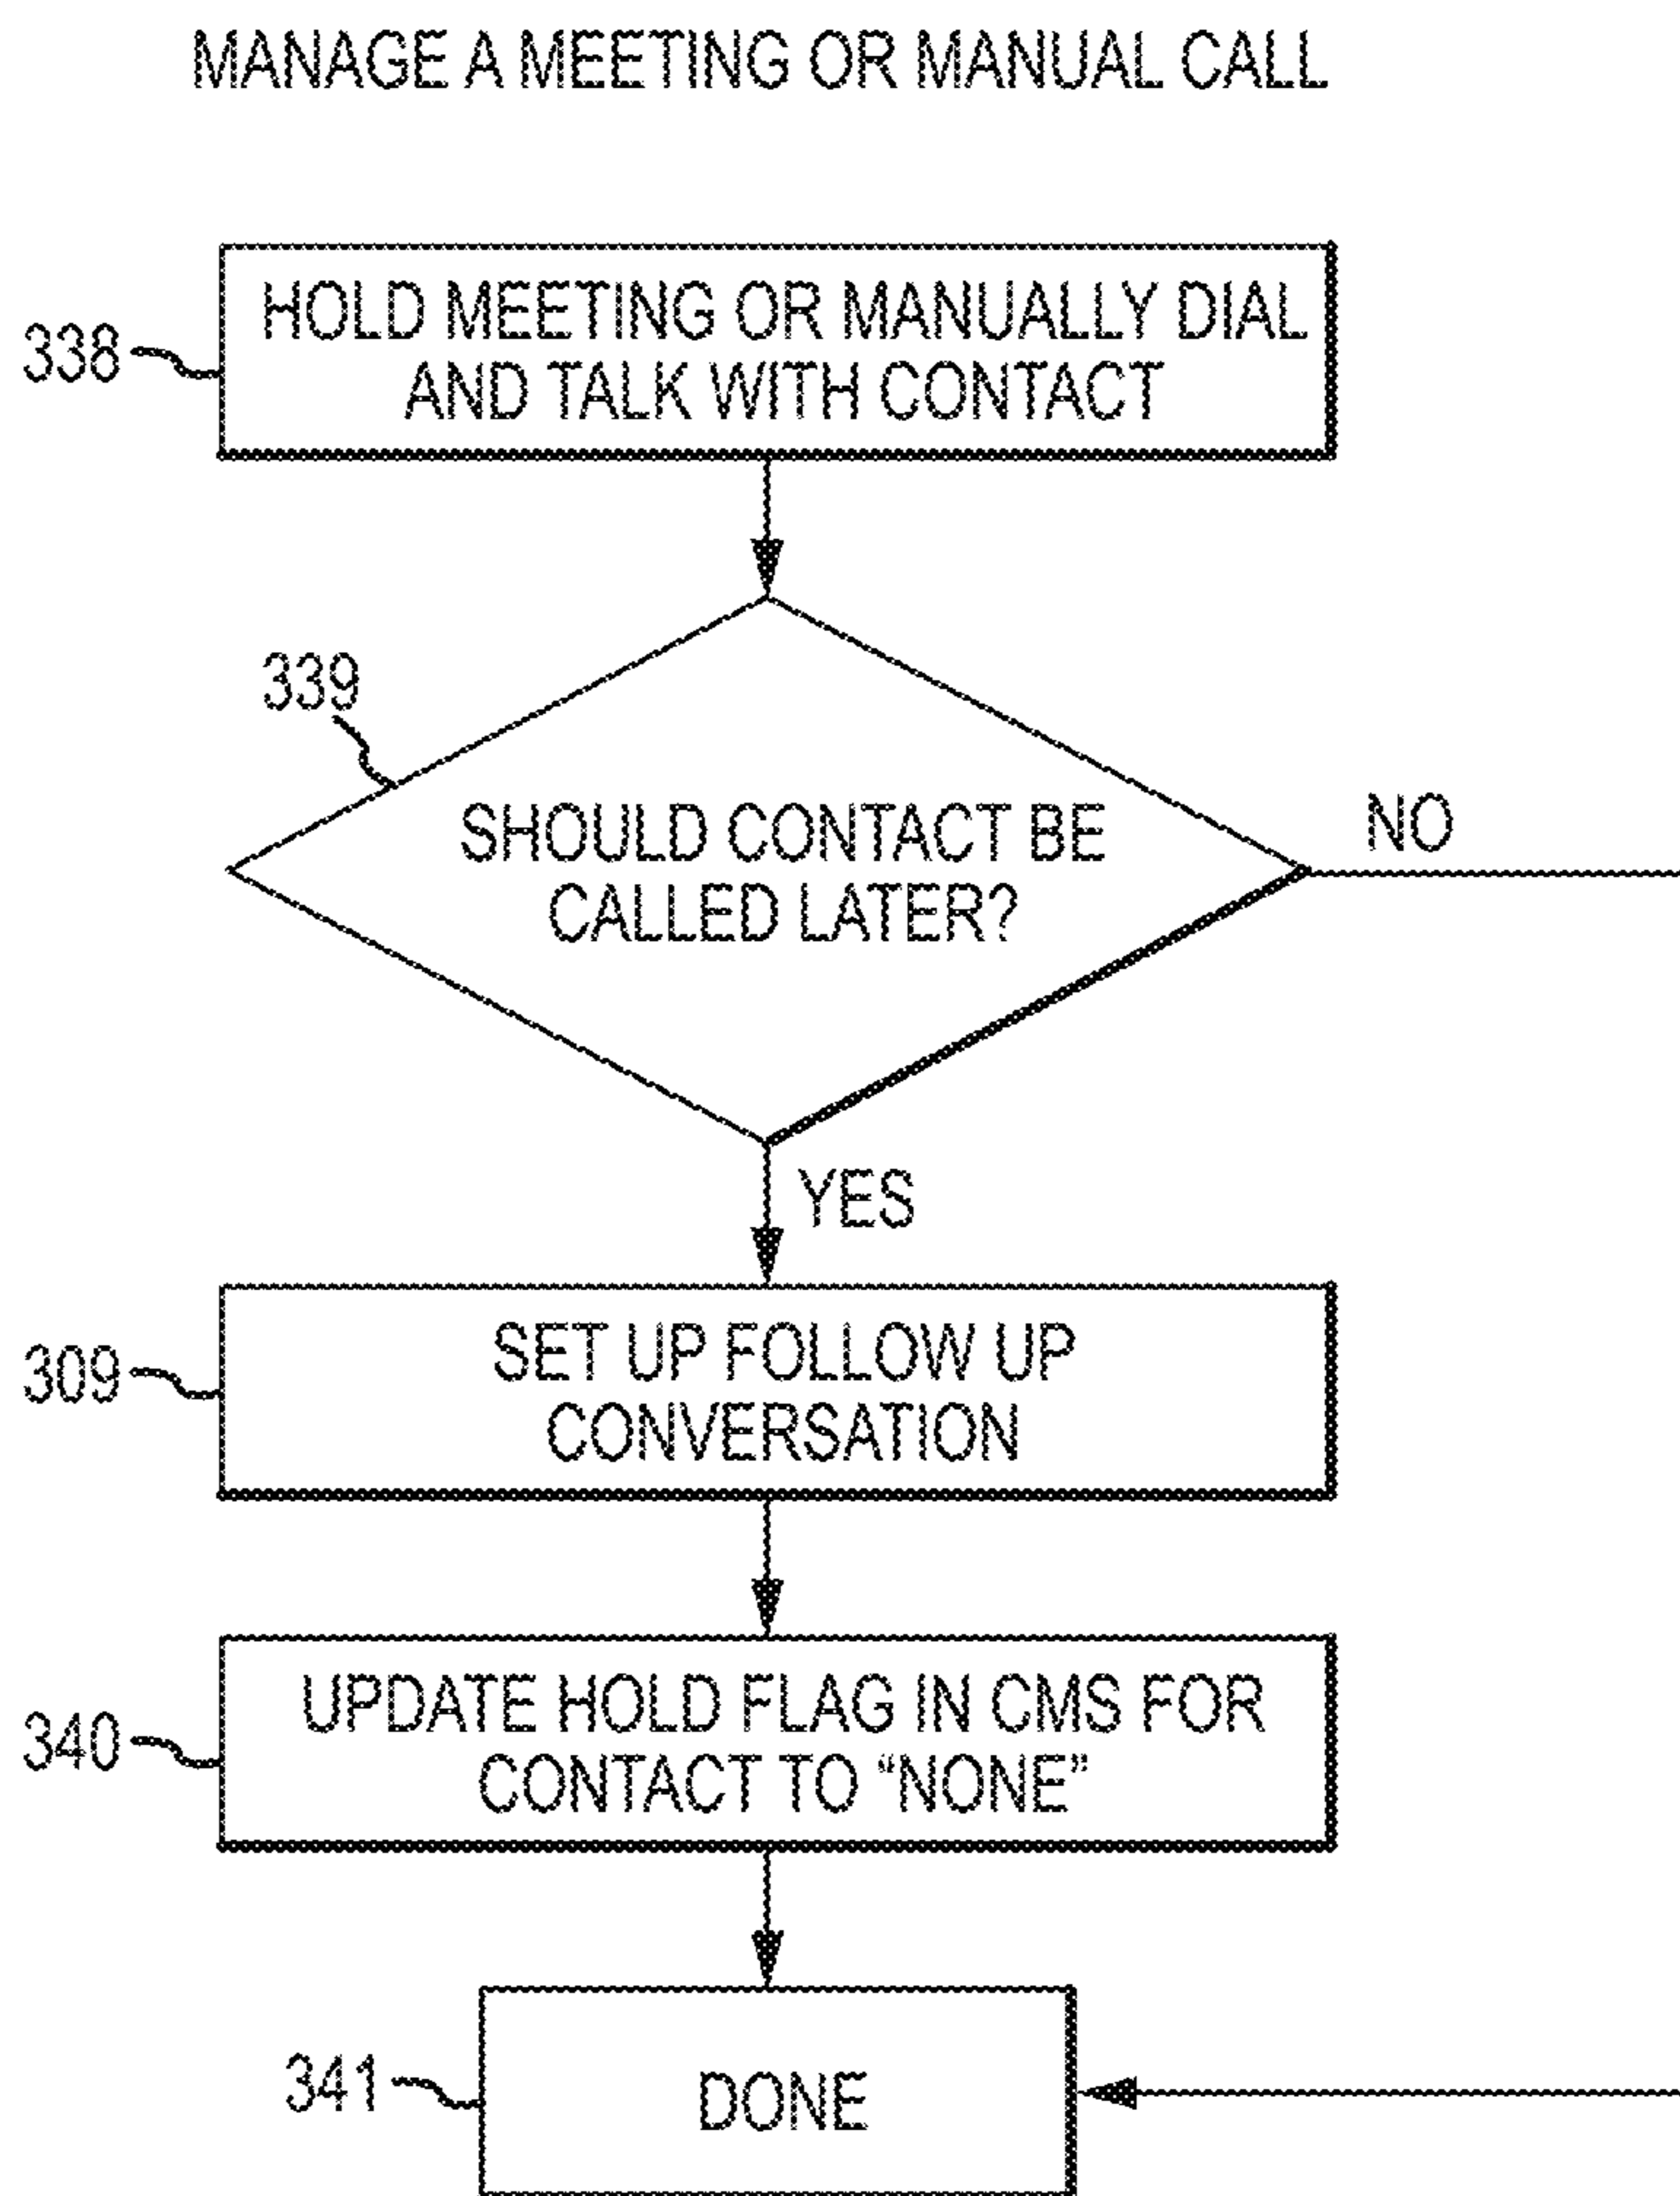 MANAGE A MEETING OR MANUAL CALL
338
HOLD MEETING OR MANUALLY DIAL
AND TALK WITH CONTACT
339
SHOULD CONTACT BE
CALLED LATER?
NO
YES
309
SET UP FOLLOW UP
CONVERSATION
340
UPDATE HOLD FLAG IN CMS FOR
CONTACT TO “NONE”
341
DONE